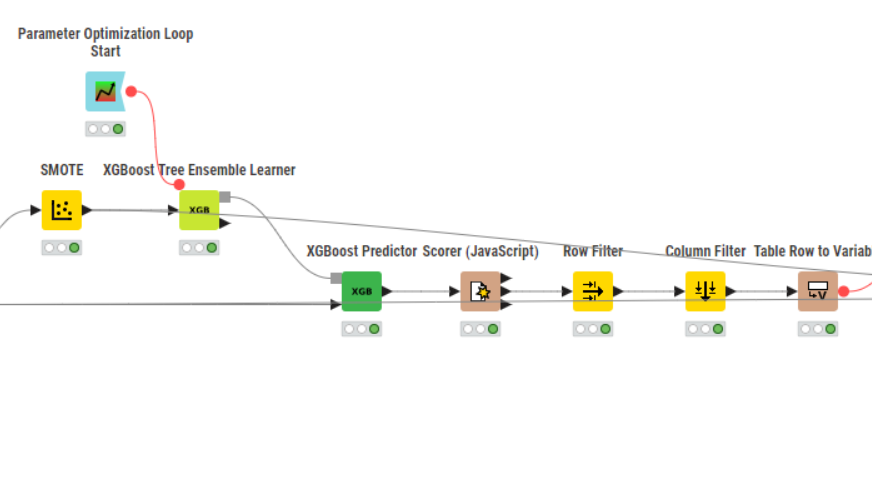 Parameter Optimization Loop
Start
SMOTE
XGBoost Tree Ensemble Learner
XGB
XGBoost Predictor
Scorer (JavaScript)
Row Filter
Column Filter
Table Row to Variab
XGB
V